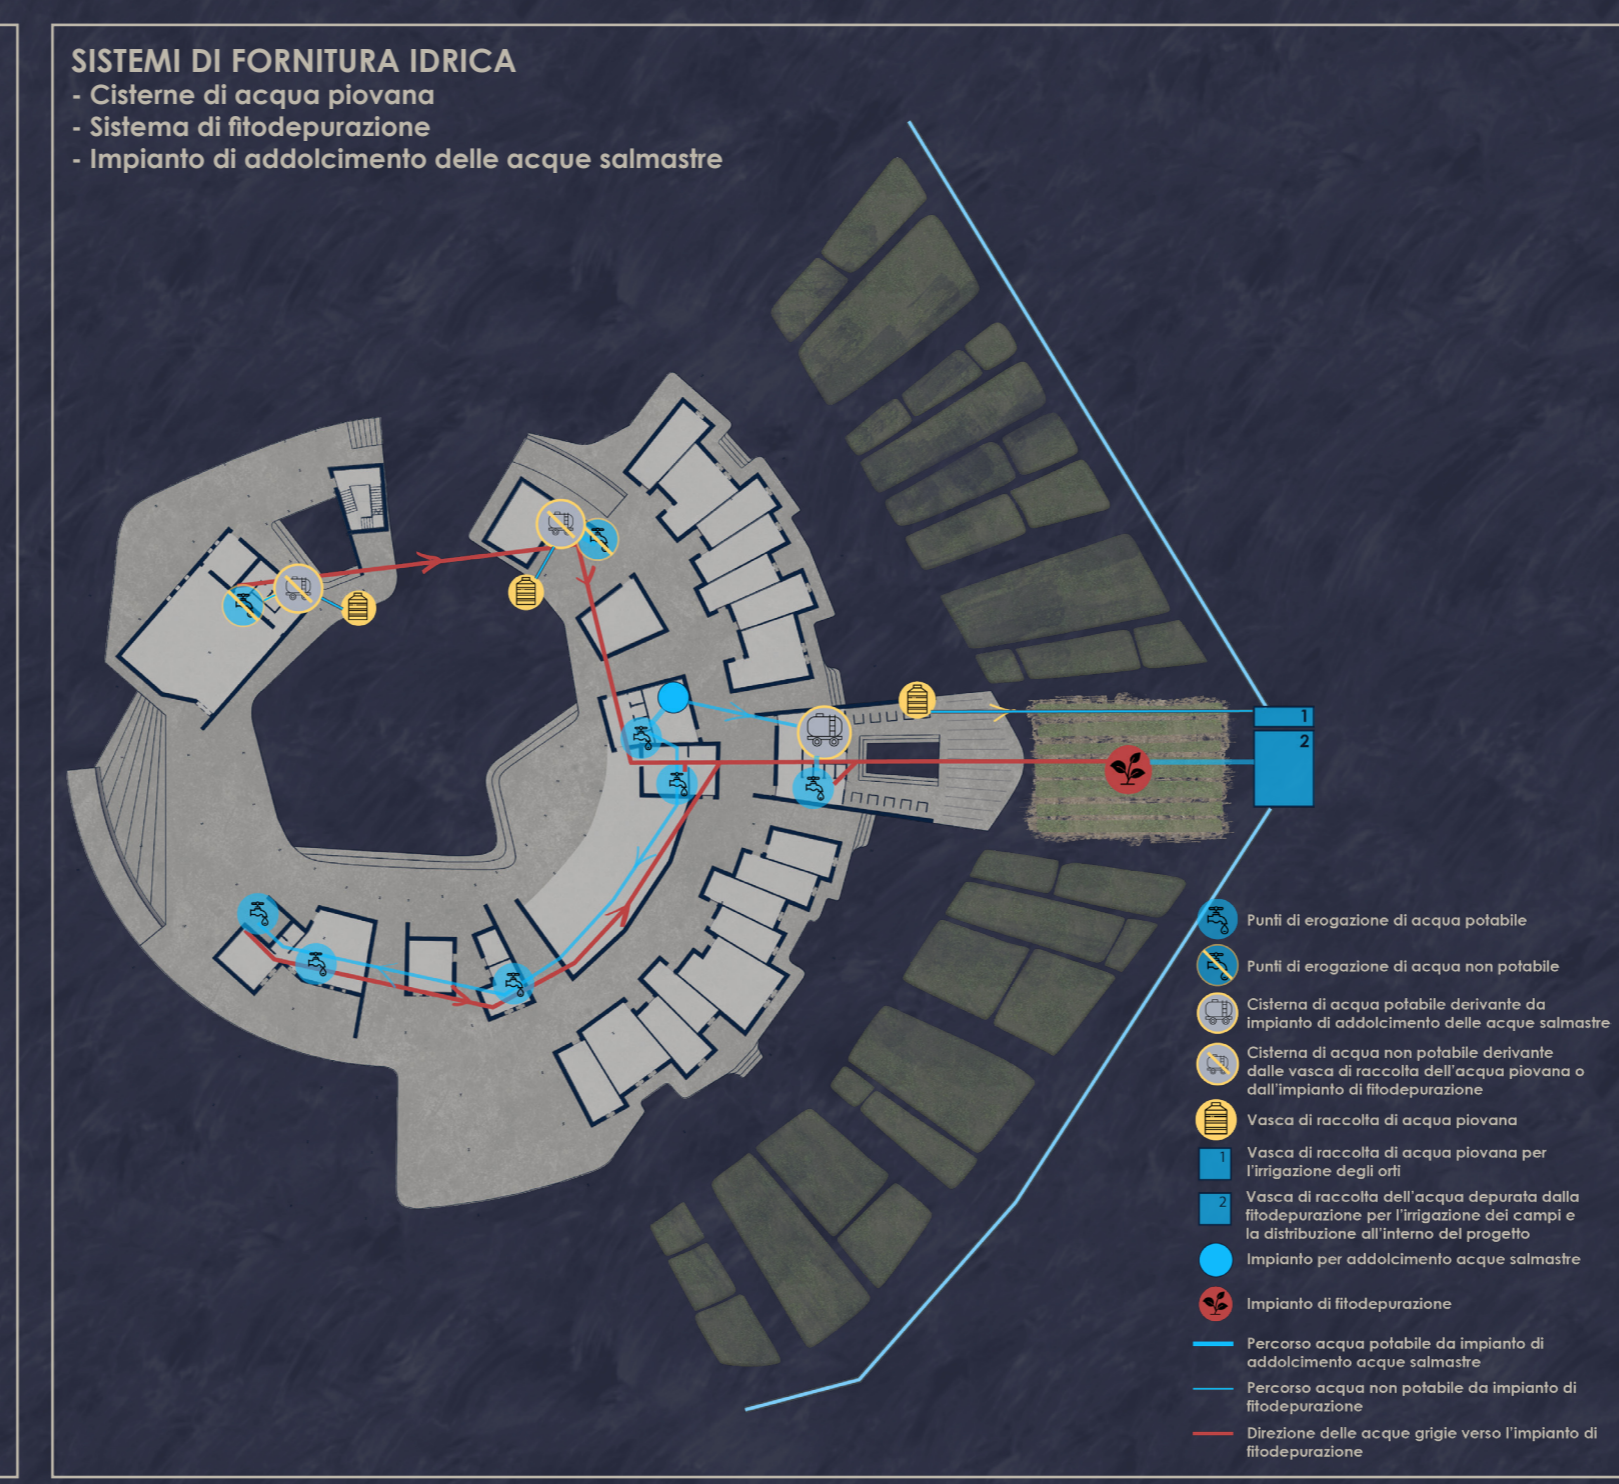 SISTEMI DI FORNITURA IDRICA
- Cisterne di acqua piovana
- Sistema di fitodepurazione
- Impianto di addolcimento delle acque salmastre
1
2
Punti di erogazione di acqua potabile
Punti di erogazione di acqua non potabile
Cisterna di acqua potabile derivante da
impianto di addolcimento delle acque salmastre
Cisterna di acqua non potabile derivante
dalle vasca di raccolta dell'acqua piovana o
dall'impianto di fitodepurazione
Vasca di raccolta di acqua piovana
1
Vasca di raccolta di acqua piovana per
l'irrigazione degli orti
2
Vasca di raccolta dell'acqua depurata dalla
fitodepurazione per l'irrigazione dei campi e
la distribuzione all'interno del progetto
Impianto per addolcimento acque salmastre
Impianto di fitodepurazione
Percorso acqua potabile da impianto di
addolcimento acque salmastre
Percorso acqua non potabile da impianto di
fitodepurazione
Direzione delle acque grigie verso l'impianto di
fitodepurazione